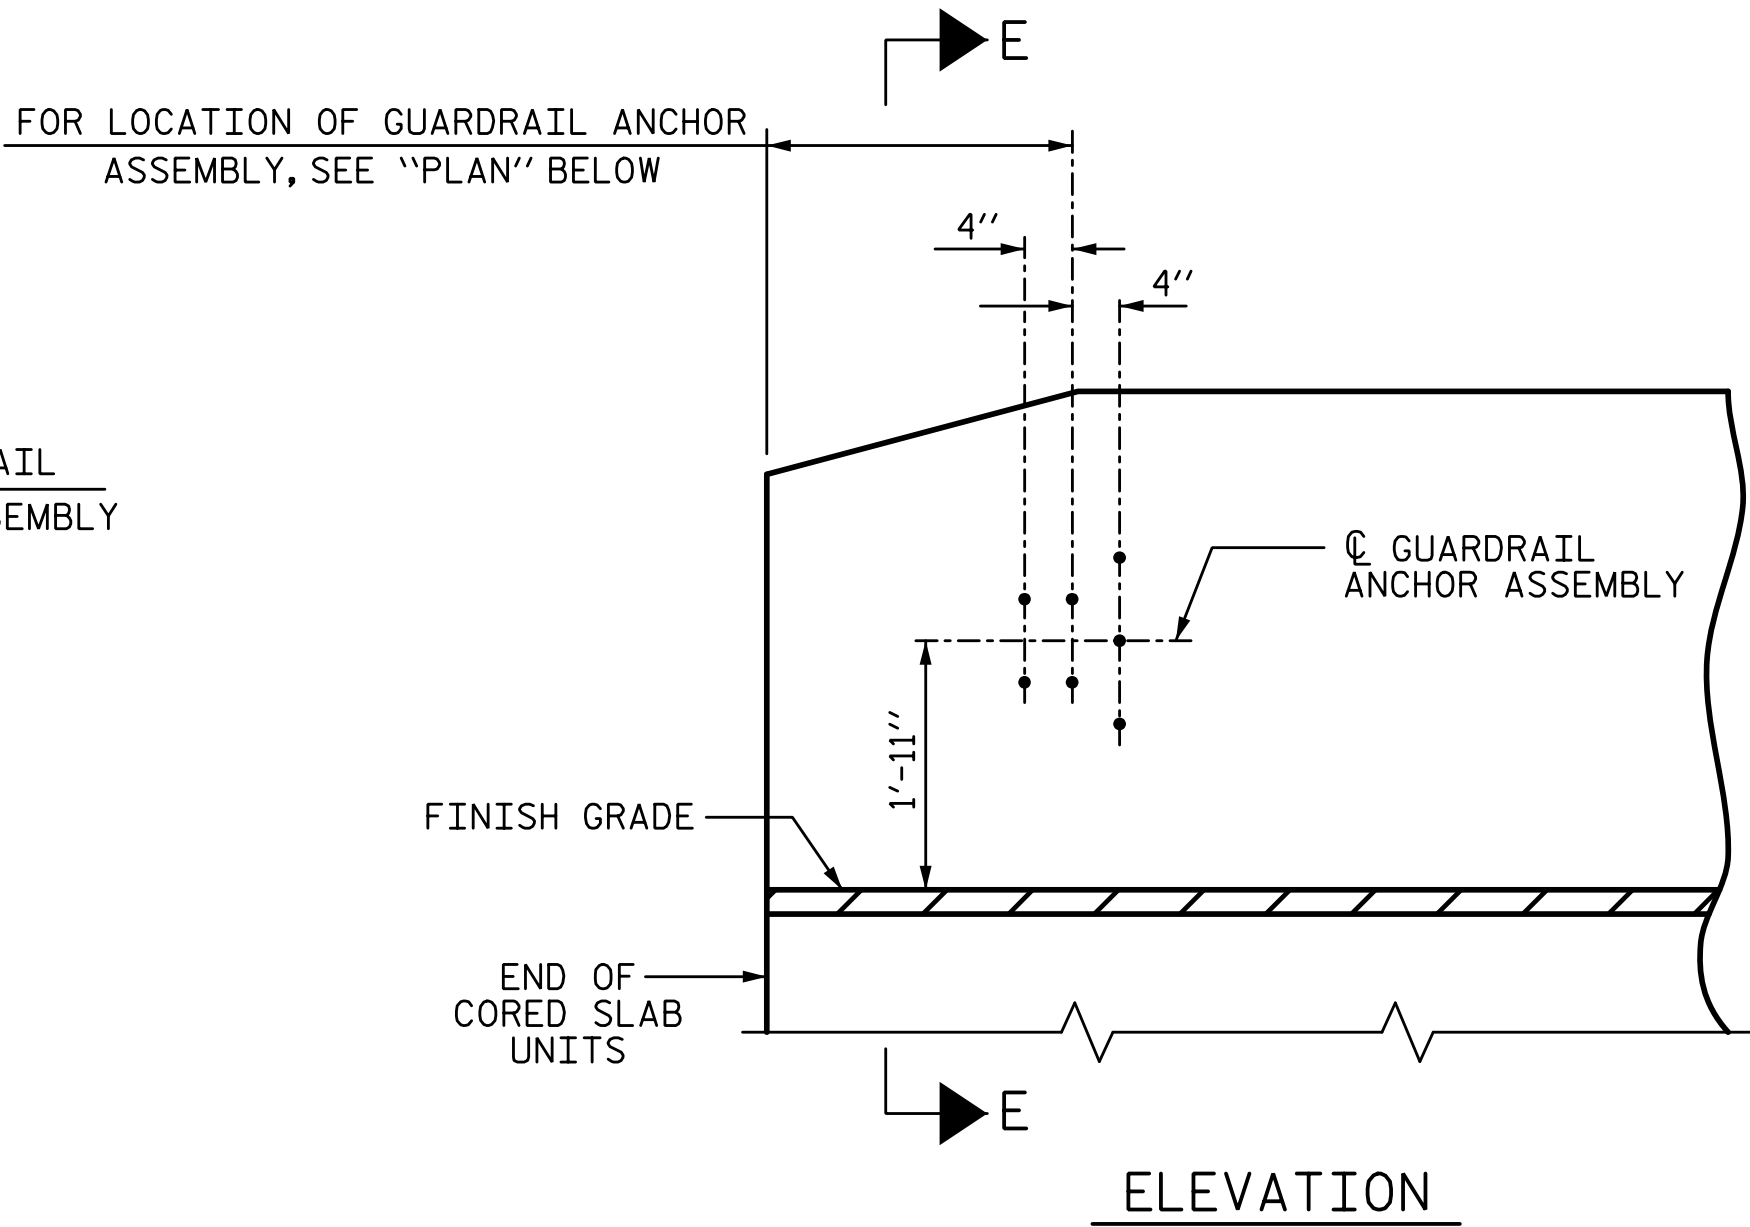 E
FOR LOCATION OF GUARDRAIL ANCHOR
ASSEMBLY, SEE "PLAN" BELOW
4"
4"
AIL
EMBLY
℄ GUARDRAIL
ANCHOR ASSEMBLY
1'-11"
FINISH GRADE
END OF
CORED SLAB
UNITS
E
ELEVATION